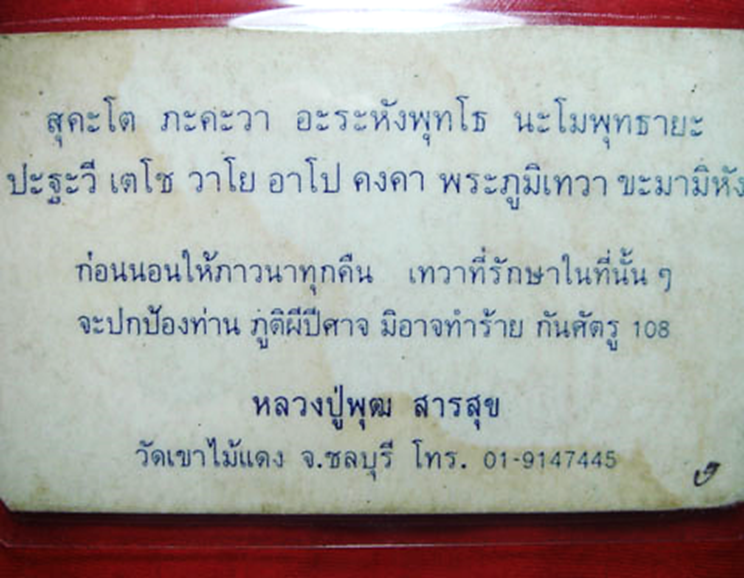 สุคะโต ภะคะวา อะระหังพุทโธ นะโมพุทธายะ
ปะฐะวี เตโช วาโย อาโป คงคา พระภูมิเทวา ขะมามิหัง
ก่อนนอนให้ภาวนาทุกคืน เทวาที่รักษาในที่นั้น ๆ
จะปกป้องท่าน ภูติผีปีศาจ มิอาจทำร้าย กันศัตรู 108
หลวงปู่พุฒ สารสุข
วัดเขาไม้แดง จ.ชลบุรี โทร. 01-9147445